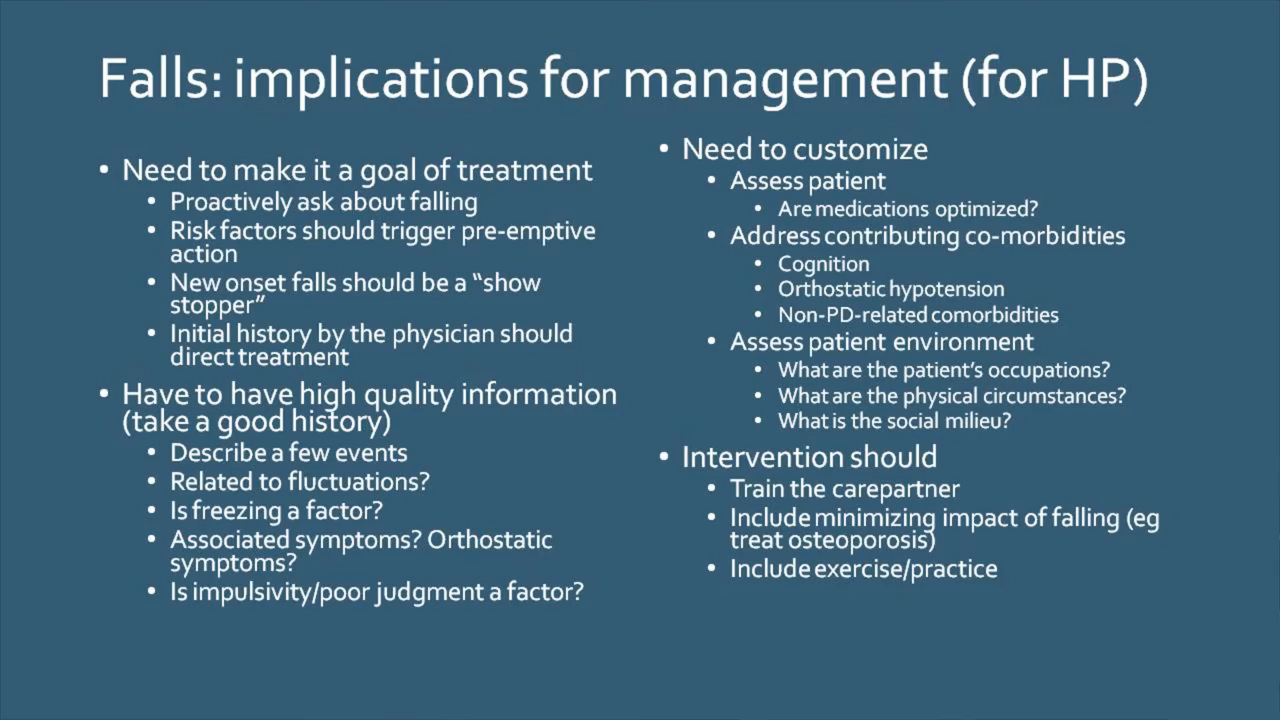 Falls: implications for management (for HP)
• Need to make it a goal of treatment
• Proactively ask about falling
• Risk factors should trigger pre-emptive
action
• New onset falls should be a “show
stopper”
• Initial history by the physician should
direct treatment
• Have to have high quality information
(take a good history)
• Describe a few events
• Related to fluctuations?
• Is freezing a factor?
• Associated symptoms? Orthostatic
symptoms?
• Is impulsivity/poor judgment a factor?
• Need to customize
• Assess patient
• Are medications optimized?
• Address contributing co-morbidities
• Cognition
• Orthostatic hypotension
• Non-PD-related comorbidities
• Assess patient environment
• What are the patient’s occupations?
• What are the physical circumstances?
• What is the social milieu?
• Intervention should
• Train the carepartner
• Include minimizing impact of falling (eg
treat osteoporosis)
• Include exercise/practice